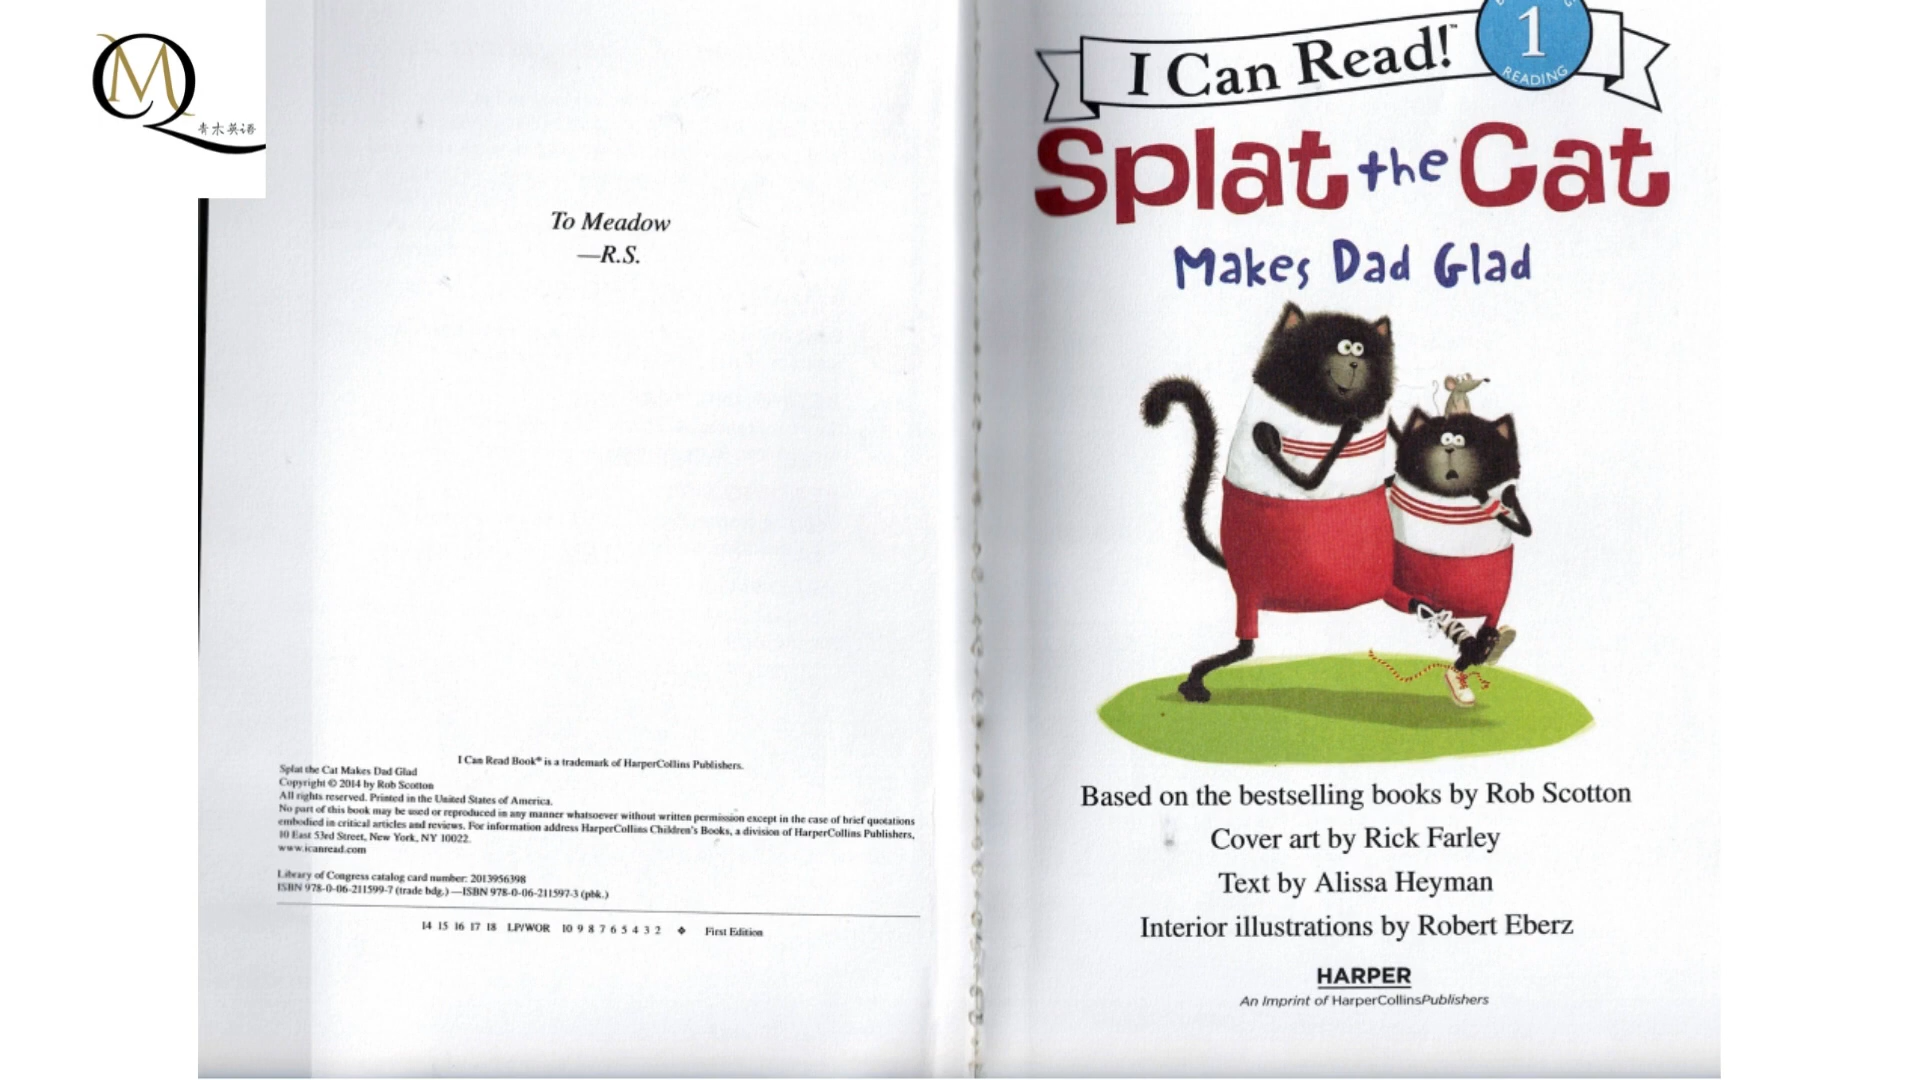 QM
青木英语
To Meadow
—R.S.
I Can Read Book® is a trademark of HarperCollins Publishers.
Splat the Cat Makes Dad Glad
Copyright © 2014 by Rob Scotton
All rights reserved. Printed in the United States of America.
No part of this book may be used or reproduced in any manner whatsoever without written permission except in the case of brief quotations
embodied in critical articles and reviews. For information address HarperCollins Children's Books, a division of HarperCollins Publishers,
10 East 53rd Street, New York, NY 10022.
www.icanread.com
Library of Congress catalog card number: 2013956398
ISBN 978-0-06-211599-7 (trade bdg.)—ISBN 978-0-06-211597-3 (pbk.)
14 15 16 17 18 LP/WOR 10 9 8 7 6 5 4 3 2 ❖ First Edition
I Can Read!™
1
READING
Splat the Cat
Makes Dad Glad
Based on the bestselling books by Rob Scotton
Cover art by Rick Farley
Text by Alissa Heyman
Interior illustrations by Robert Eberz
HARPER
An Imprint of HarperCollinsPublishers